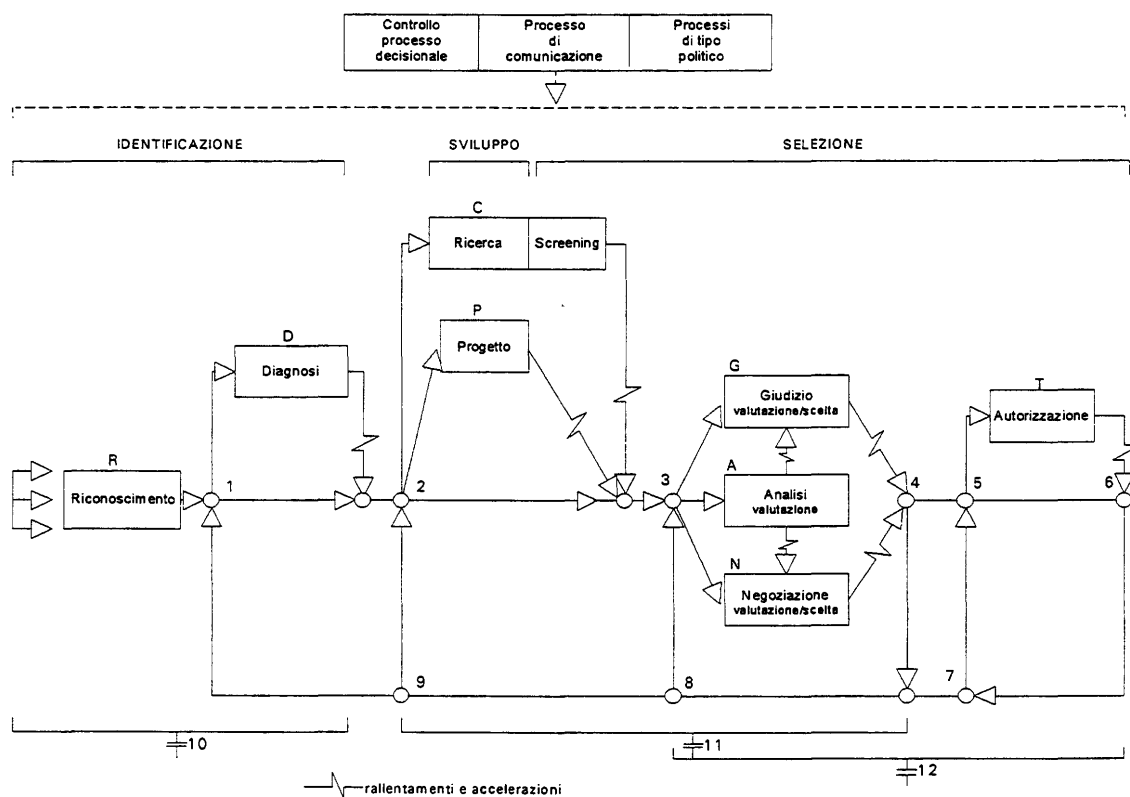 Controllo
processo
decisionale
Processo
di
comunicazione
Processi
di tipo
politico
IDENTIFICAZIONE
SVILUPPO
SELEZIONE
C
Ricerca
Screening
P
Progetto
D
Diagnosi
G
Giudizio
valutazione/scelta
T
Autorizzazione
R
Riconoscimento
1
2
3
A
Analisi
valutazione
4
5
6
N
Negoziazione
valutazione/scelta
9
8
7
10
11
12
rallentamenti e accelerazioni